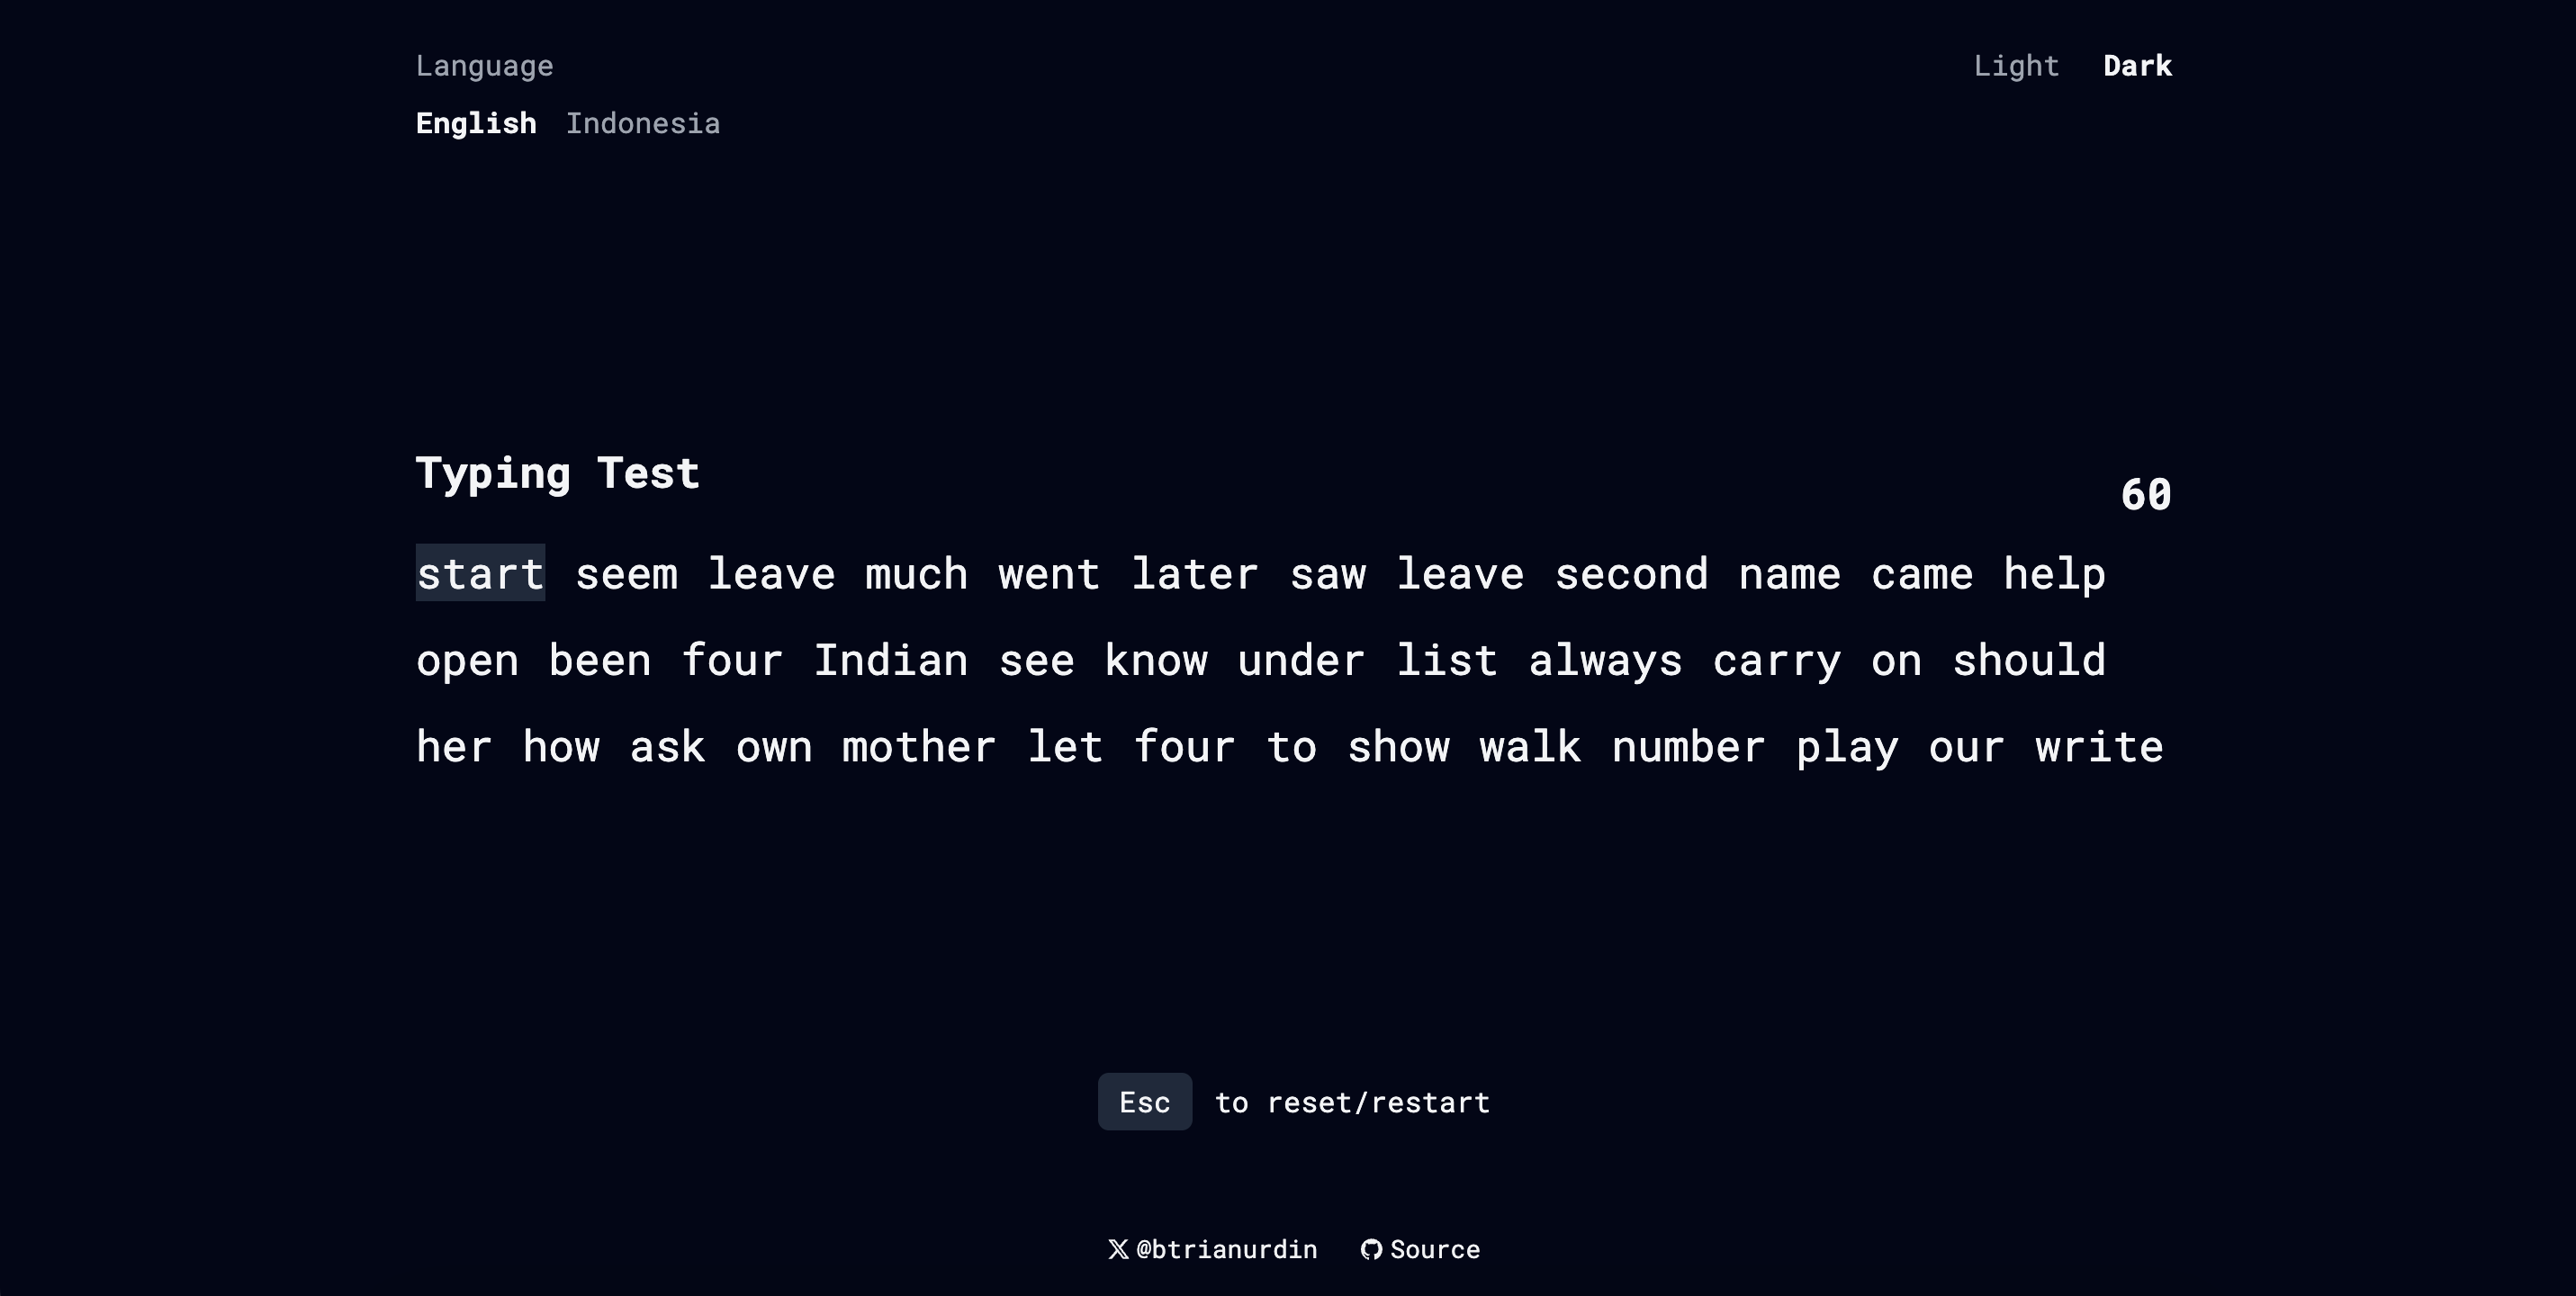 Language
Light Dark
English Indonesia
Typing Test
60
start seem leave much went later saw leave second name came help
open been four Indian see know under list always carry on should
her how ask own mother let four to show walk number play our write
Esc to reset/restart
@btrianurdin Source